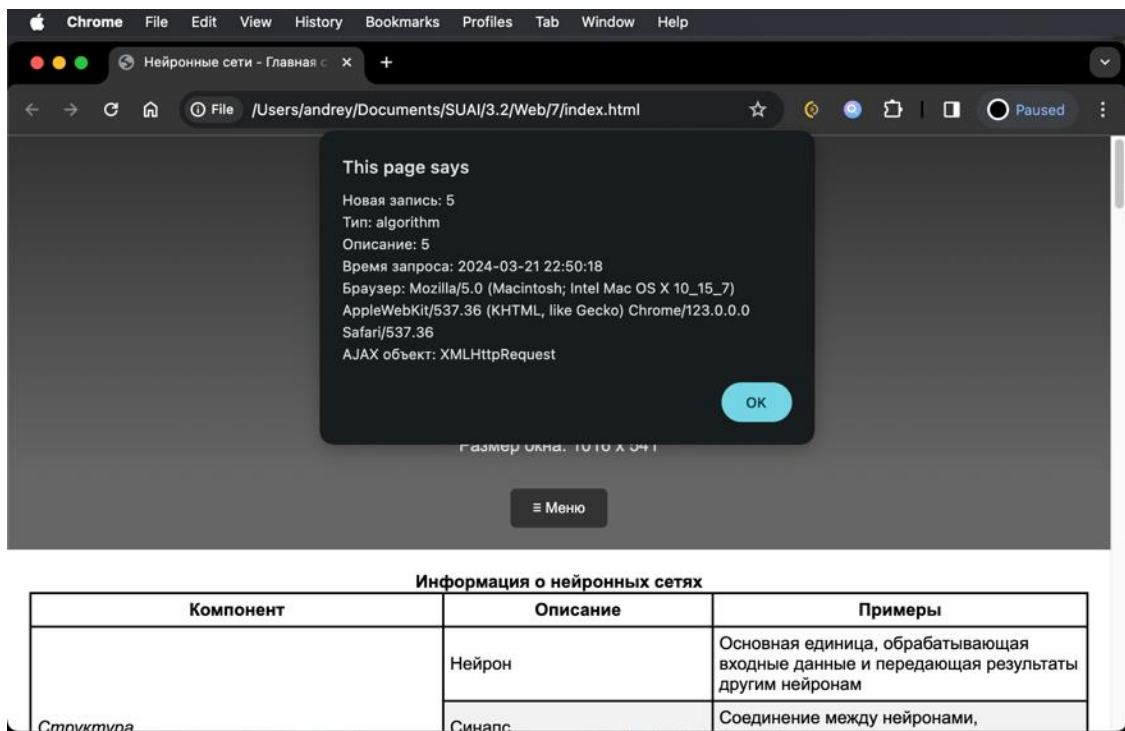 Chrome File Edit View History Bookmarks Profiles Tab Window Help
Нейронные сети - Главная с
File /Users/andrey/Documents/SUAI/3.2/Web/7/index.html Paused
This page says
Новая запись: 5
Тип: algorithm
Описание: 5
Время запроса: 2024-03-21 22:50:18
Браузер: Mozilla/5.0 (Macintosh; Intel Mac OS X 10_15_7)
AppleWebKit/537.36 (KHTML, like Gecko) Chrome/123.0.0.0
Safari/537.36
AJAX объект: XMLHttpRequest
OK
Размер окна: 1016 x 541
≡ Меню
Информация о нейронных сетях
Компонент Описание Примеры
Нейрон
Основная единица, обрабатывающая
входные данные и передающая результаты
другим нейронам
Структура
Синапс
Соединение между нейронами,